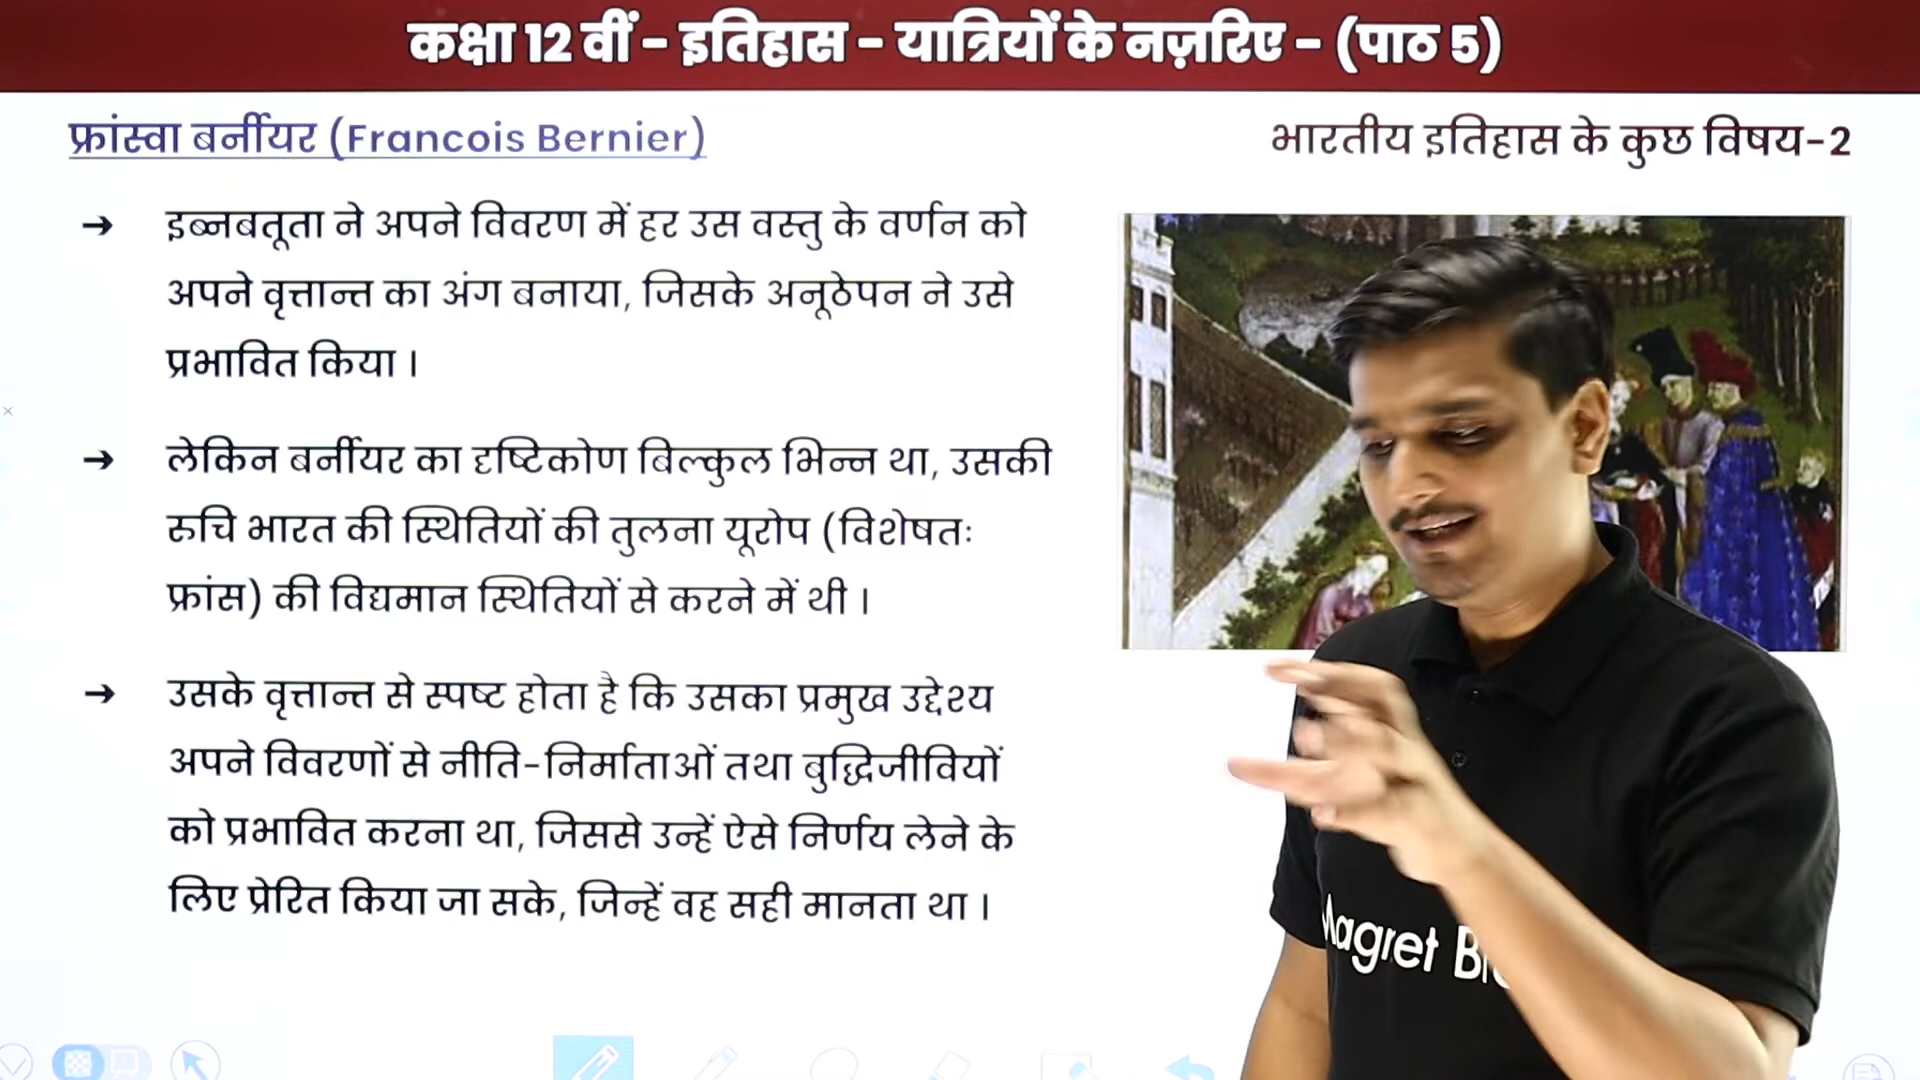 कक्षा 12 वीं - इतिहास - यात्रियों के नज़रिए - (पाठ 5)
फ्रांस्वा बर्नीयर (Francois Bernier)
भारतीय इतिहास के कुछ विषय-2
→ इब्नबतूता ने अपने विवरण में हर उस वस्तु के वर्णन को
अपने वृत्तान्त का अंग बनाया, जिसके अनूठेपन ने उसे
प्रभावित किया ।
→ लेकिन बर्नीयर का दृष्टिकोण बिल्कुल भिन्न था, उसकी
रुचि भारत की स्थितियों की तुलना यूरोप (विशेषतः
फ्रांस) की विद्यमान स्थितियों से करने में थी ।
→ उसके वृत्तान्त से स्पष्ट होता है कि उसका प्रमुख उद्देश्य
अपने विवरणों से नीति-निर्माताओं तथा बुद्धिजीवियों
को प्रभावित करना था, जिससे उन्हें ऐसे निर्णय लेने के
लिए प्रेरित किया जा सके, जिन्हें वह सही मानता था ।
Magnet